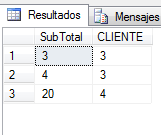 Resultados Mensajes
SubTotal CLIENTE
1 3 3
2 4 3
3 20 4